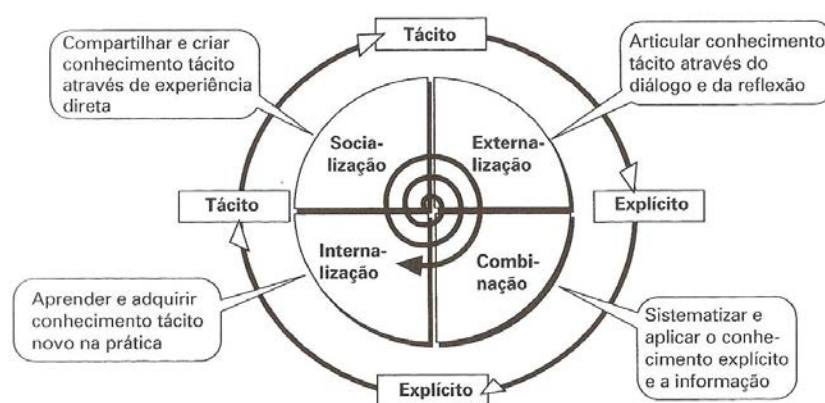 Compartilhar e criar
conhecimento tácito
através de experiência
direta
Tácito
Articular conhecimento
tácito através do
diálogo e da reflexão
Socia-
lização
Externa-
lização
Tácito
Explícito
Interna-
lização
Combi-
nação
Aprender e adquirir
conhecimento tácito
novo na prática
Sistematizar e
aplicar o conhe-
cimento explícito
e a informação
Explícito